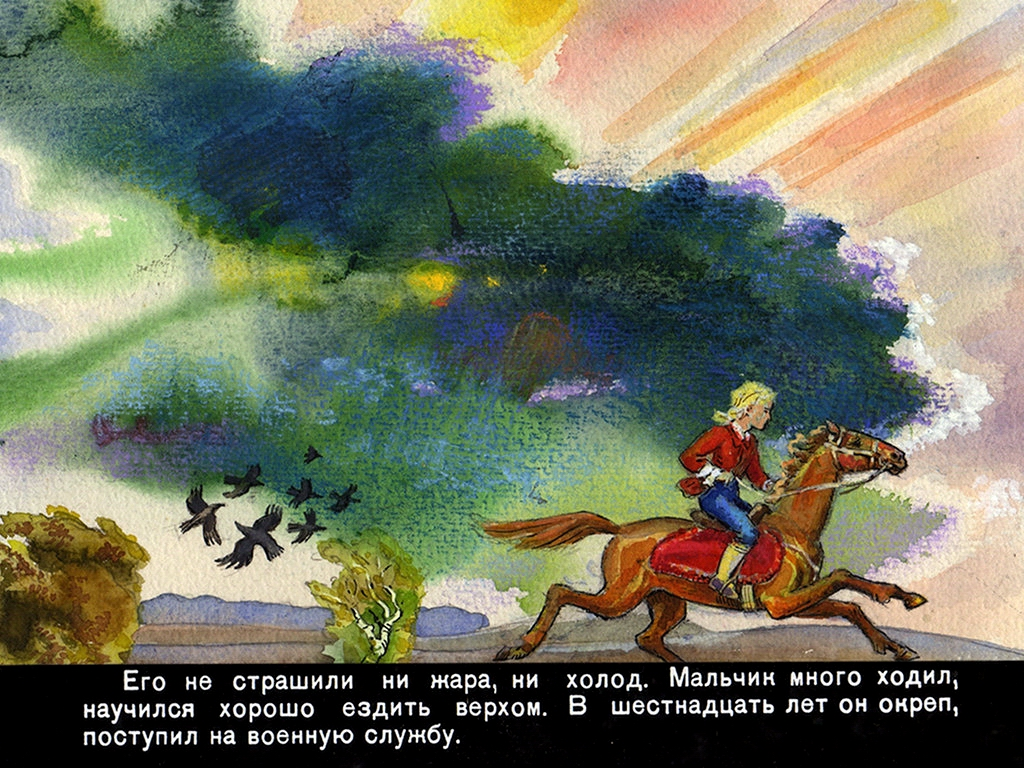 Его не страшили ни жара, ни холод. Мальчик много ходил,
научился хорошо ездить верхом. В шестнадцать лет он окреп,
поступил на военную службу.